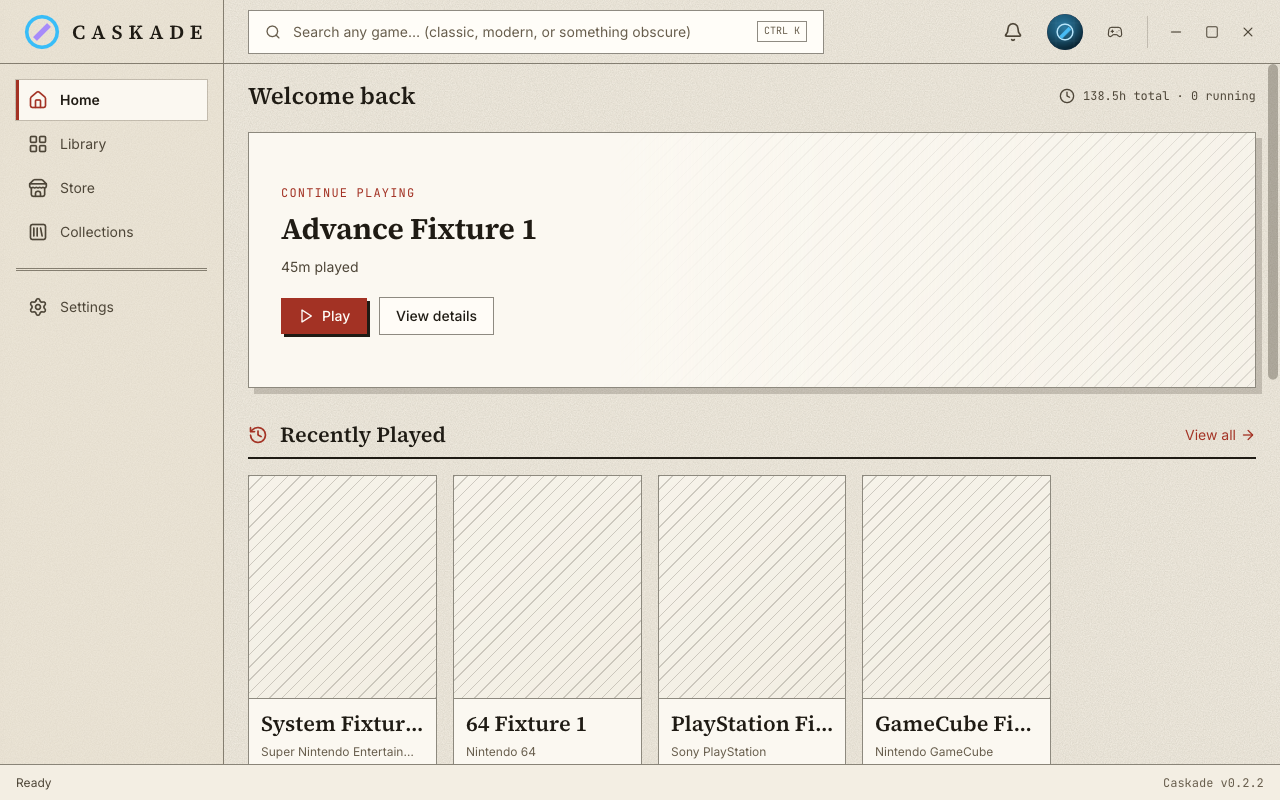 CASKADE
Search any game... (classic, modern, or something obscure)
CTRL K
Home
Library
Store
Collections
Settings
Welcome back
138.5h total · 0 running
CONTINUE PLAYING
Advance Fixture 1
45m played
Play
View details
Recently Played
View all
System Fixtur...
Super Nintendo Entertain...
64 Fixture 1
Nintendo 64
PlayStation Fi...
Sony PlayStation
GameCube Fi...
Nintendo GameCube
Ready
Caskade v0.2.2